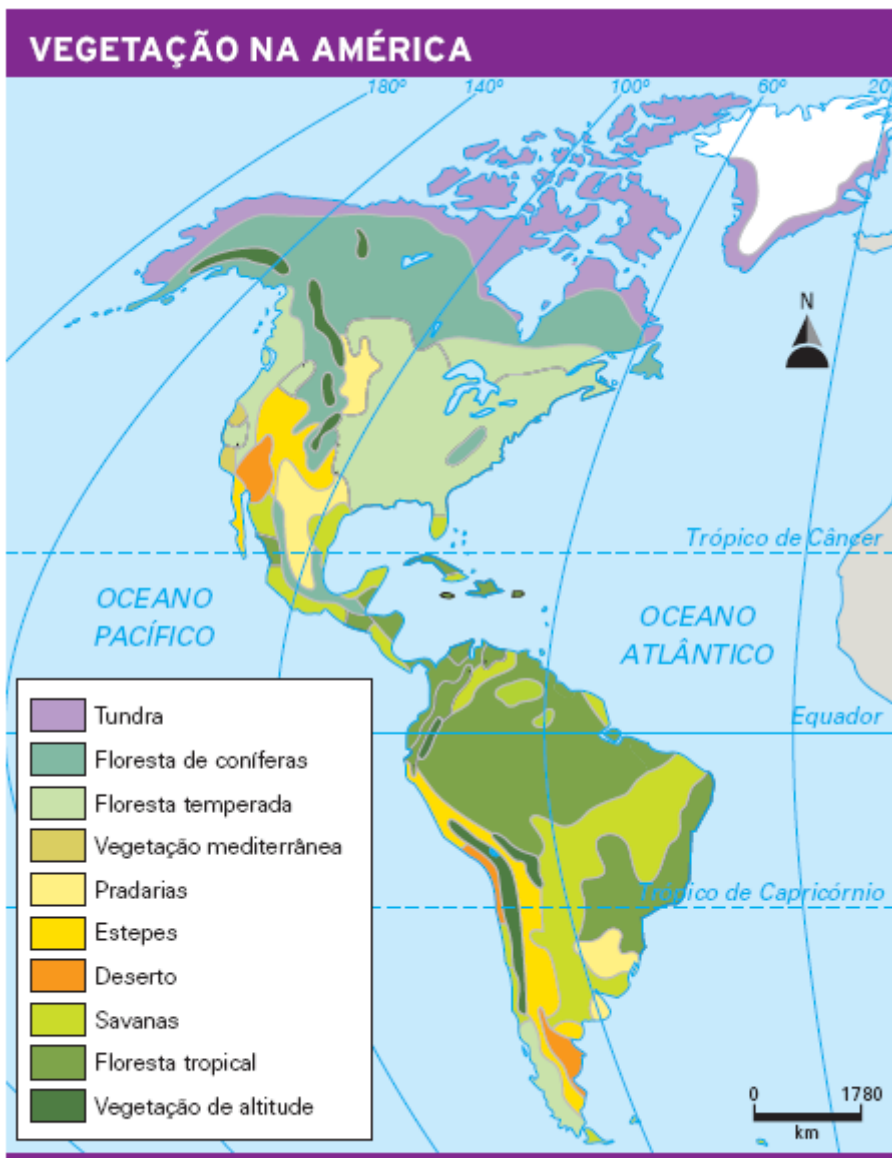 VEGETAÇÃO NA AMÉRICA
180º
140º
100º
60º
20º
N
Trópico de Câncer
OCEANO
PACÍFICO
OCEANO
ATLÂNTICO
Equador
Trópico de Capricórnio
Tundra
Floresta de coníferas
Floresta temperada
Vegetação mediterrânea
Pradarias
Estepes
Deserto
Savanas
Floresta tropical
Vegetação de altitude
0
1780
km